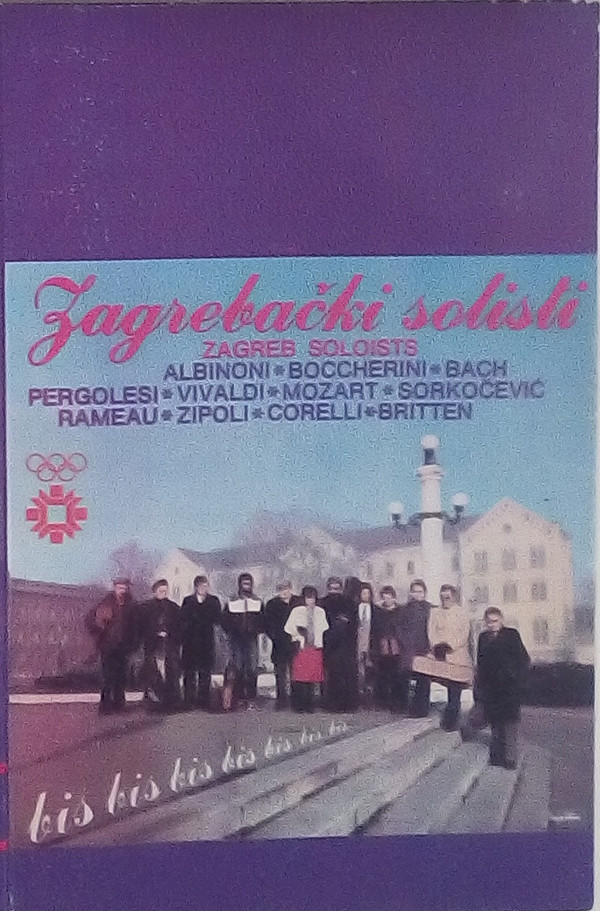 Zagrebački solisti
ZAGREB SOLOISTS
ALBINONI*BOCCHERINI*BACH
PERGOLESI*VIVALDI*MOZART*SORKOČEVIĆ
RAMEAU*ZIPOLI*CORELLI*BRITTEN
bis bis bis bis bis bis bis